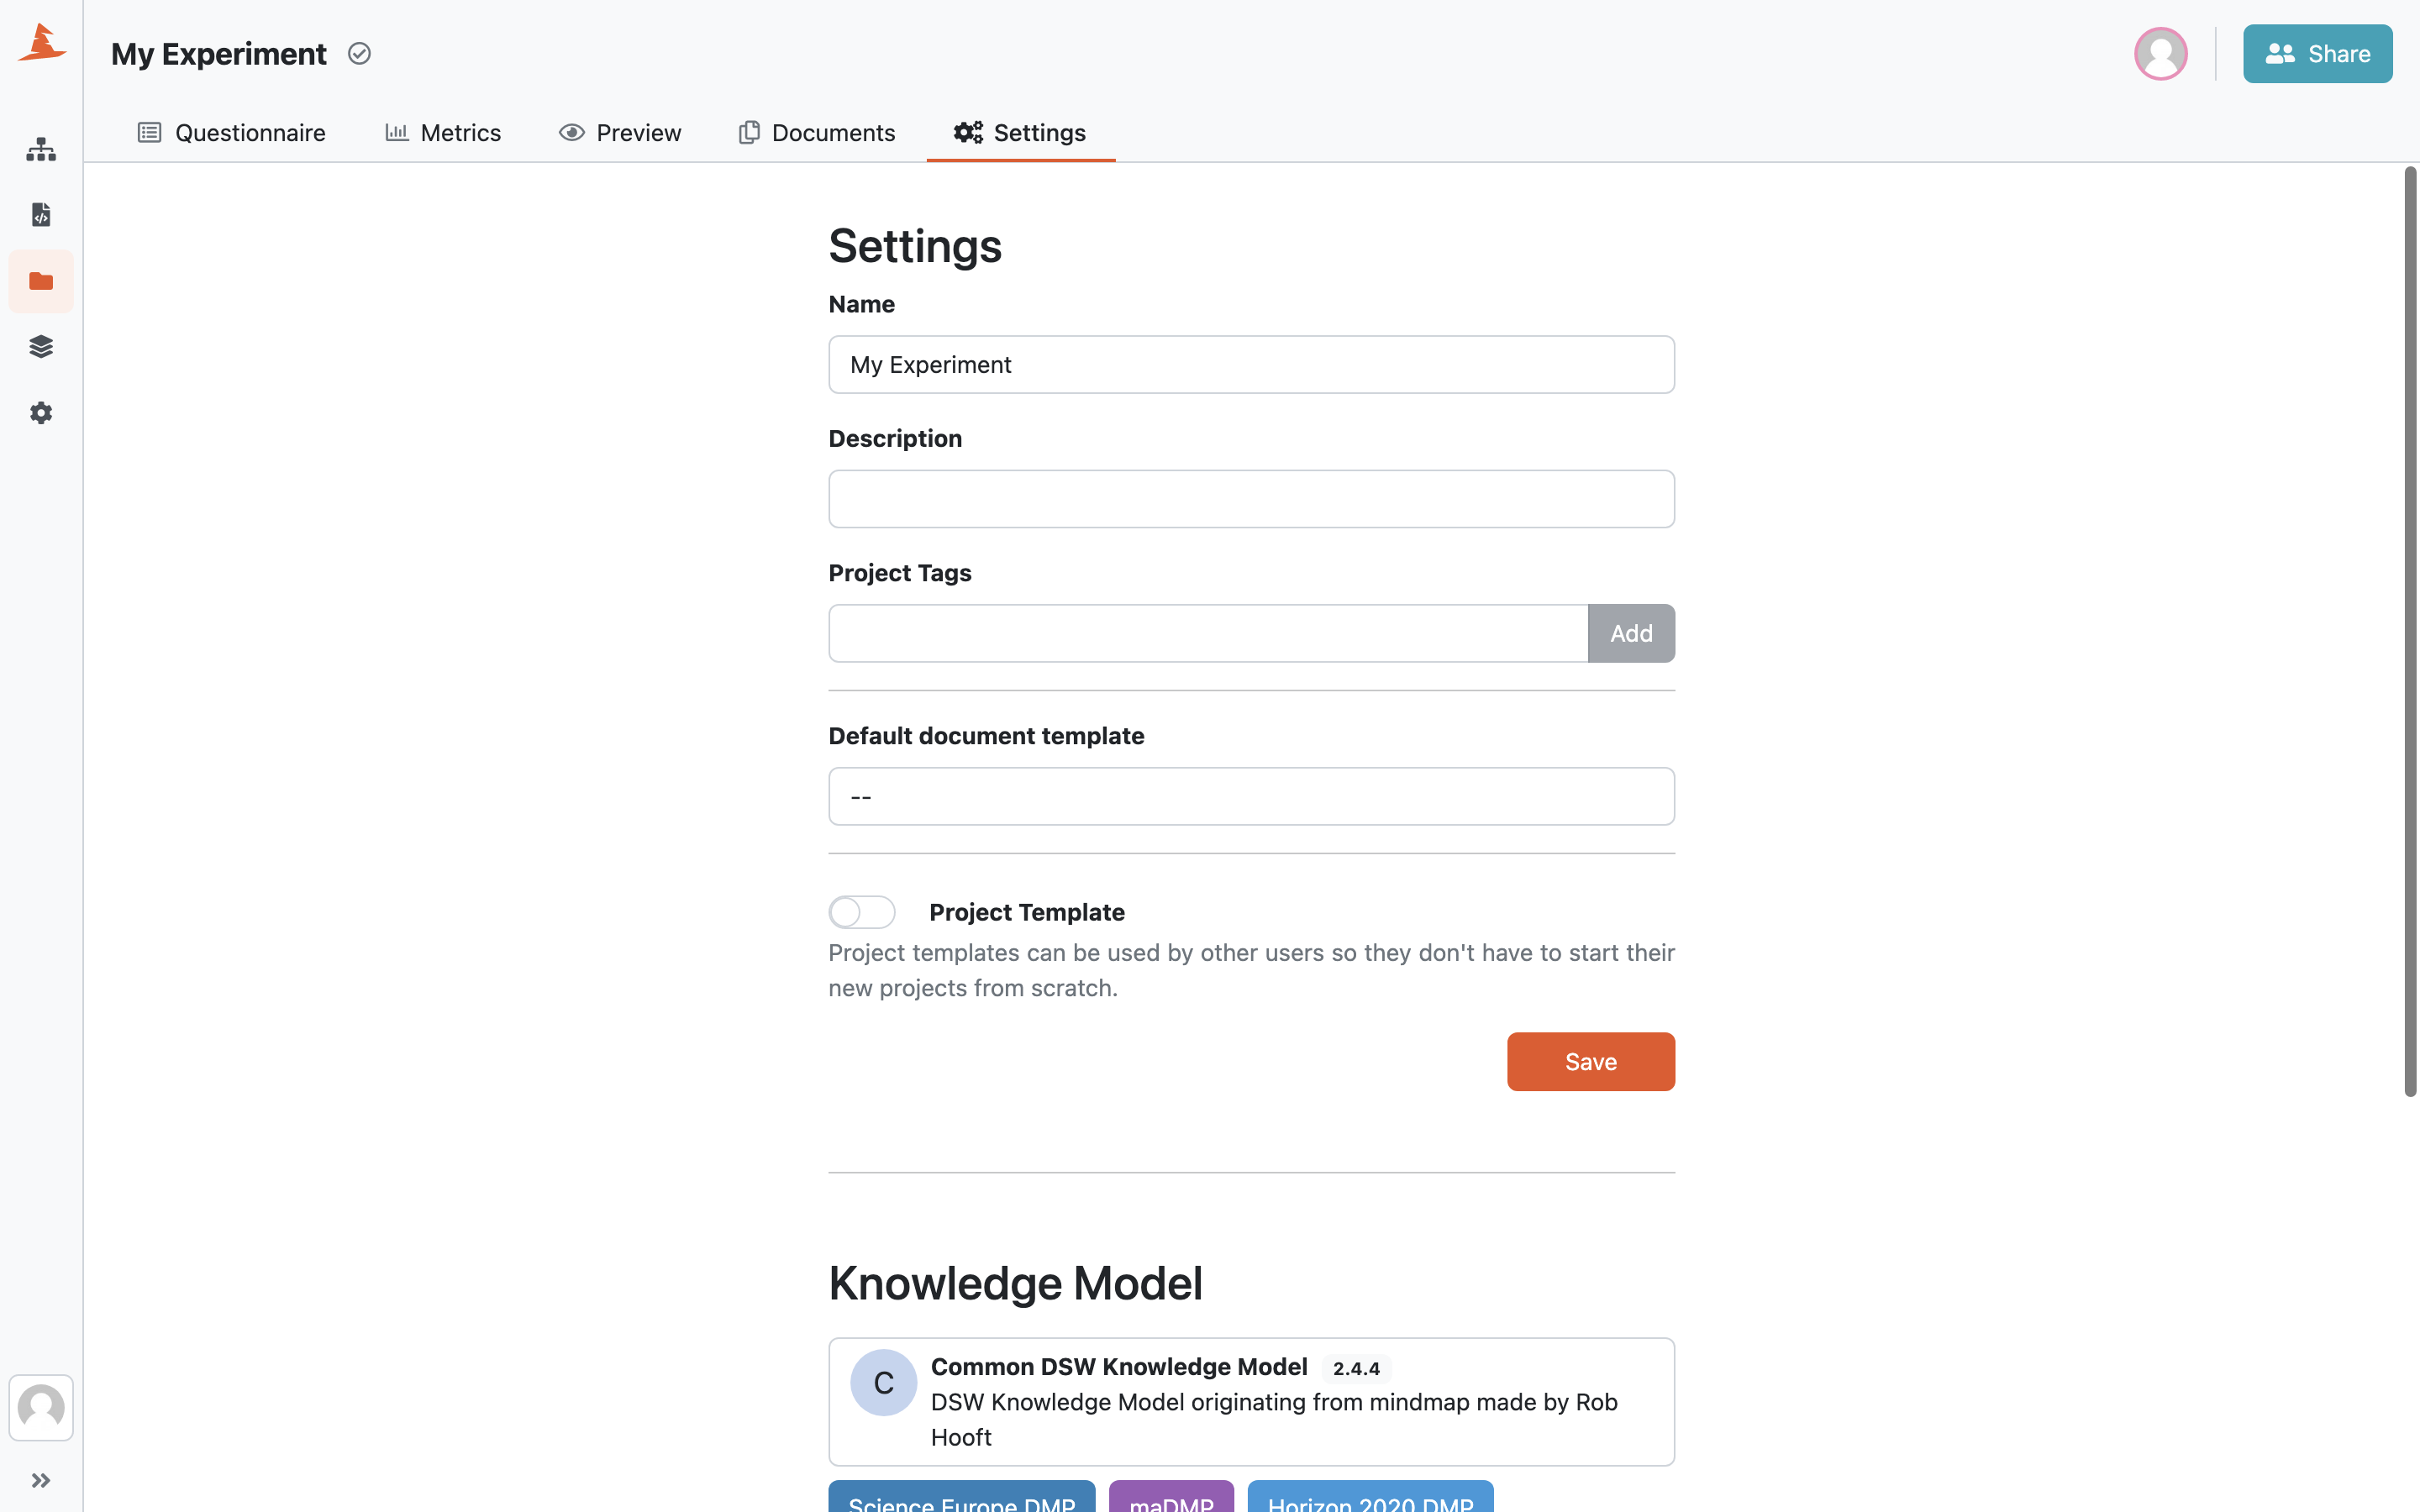 My Experiment
Share
Questionnaire
Metrics
Preview
Documents
Settings
Settings
Name
My Experiment
Description
Project Tags
Add
Default document template
--
Project Template
Project templates can be used by other users so they don't have to start their
new projects from scratch.
Save
Knowledge Model
C
Common DSW Knowledge Model 2.4.4
DSW Knowledge Model originating from mindmap made by Rob
Hooft
Science Europe DMP
maDMP
Horizon 2020 DMP